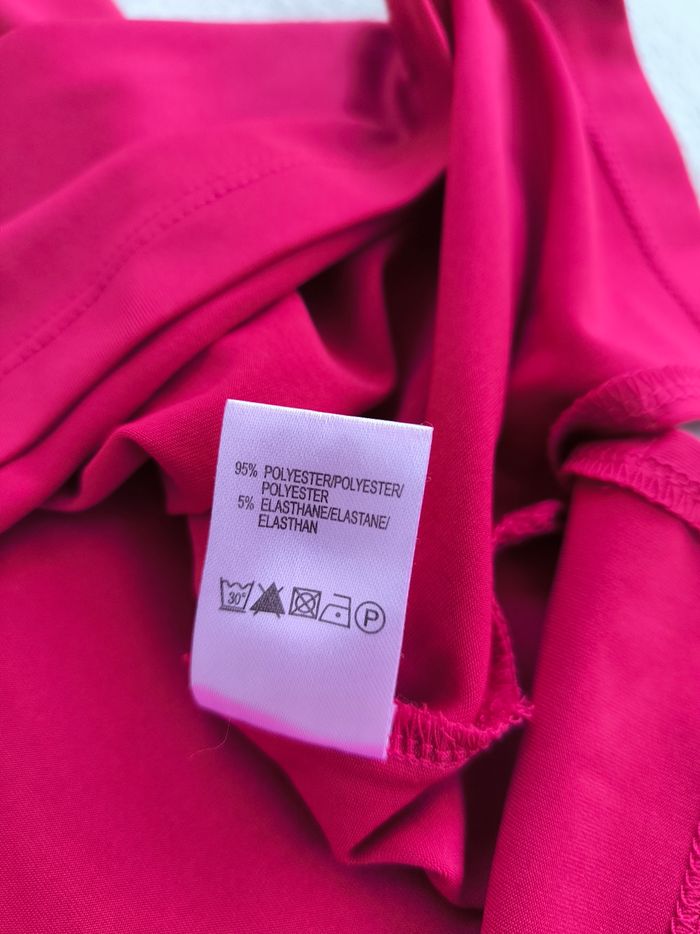 95% POLYESTER/POLYESTER/
POLYESTER
5% ELASTHANE/ELASTANE/
ELASTHAN
30° P